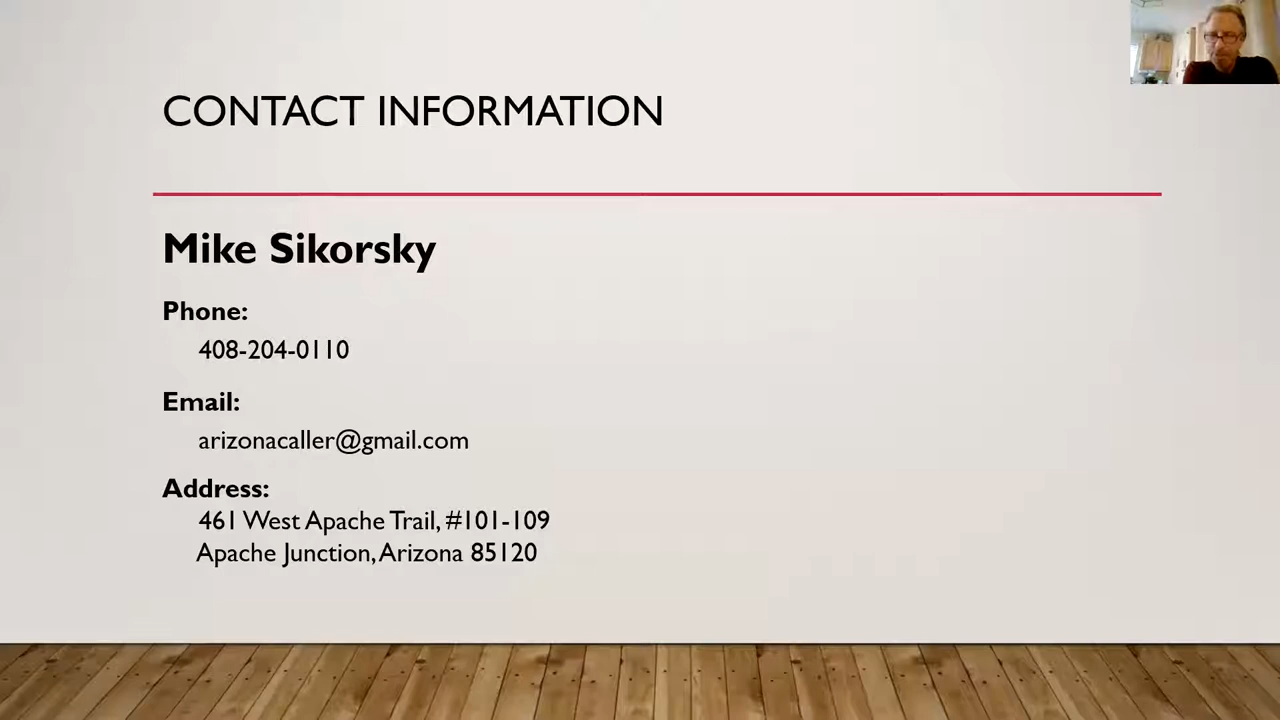 CONTACT INFORMATION
Mike Sikorsky
Phone:
408-204-0110
Email:
arizonacaller@gmail.com
Address:
461 West Apache Trail, #101-109
Apache Junction, Arizona 85120